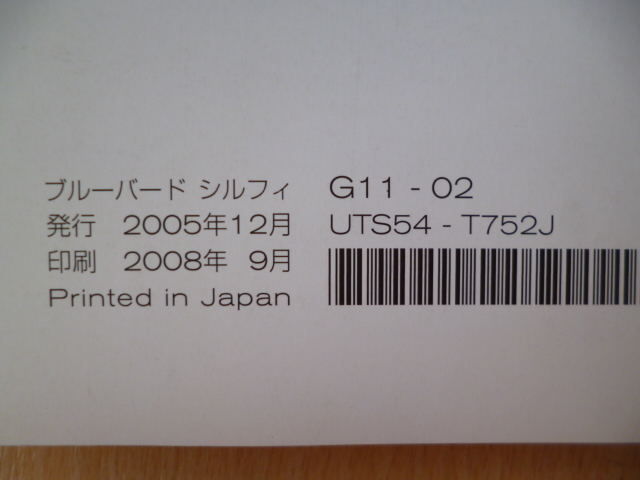 ブルーバード シルフィ G11 - 02
発行 2005年12月 UTS54 - T752J
印刷 2008年 9月
Printed in Japan